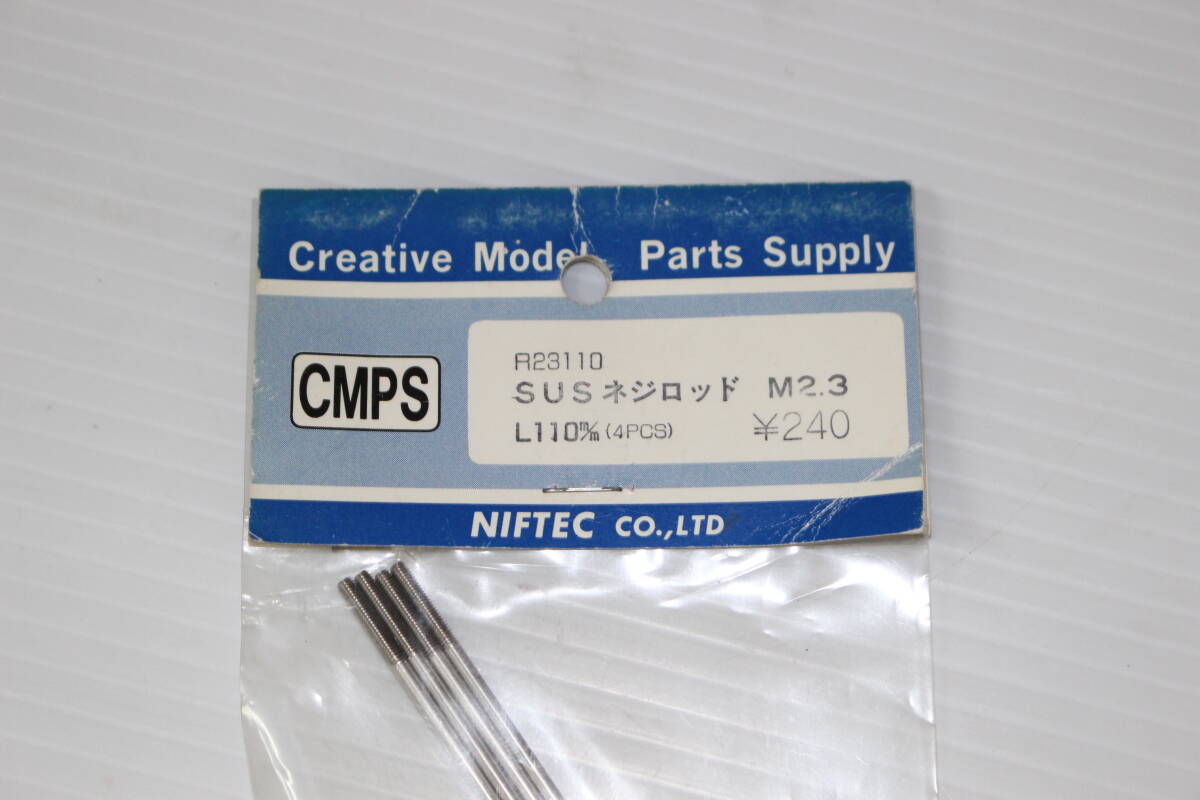 Creative Model Parts Supply
CMPS
R23110
SUSネジロッド M2.3
L110㎜ (4PCS) ¥240
NIFTEC CO.,LTD